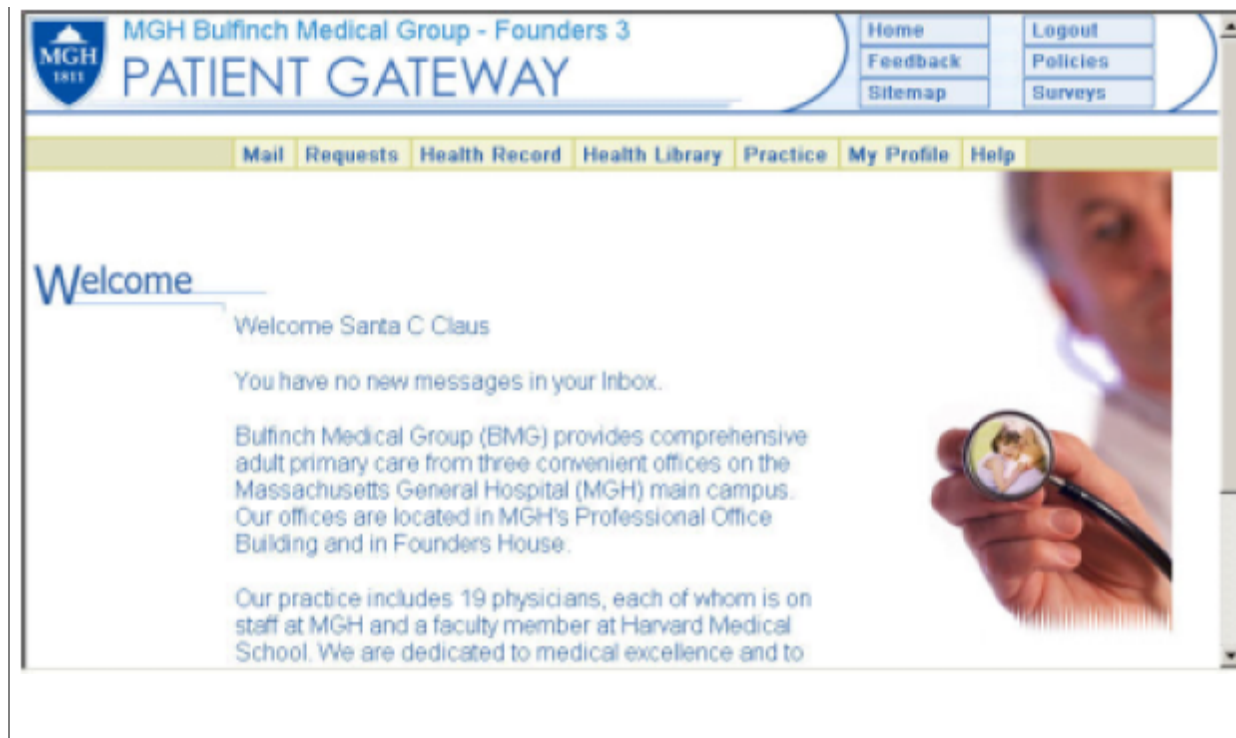 MGH Bulfinch Medical Group - Founders 3
MGH
1811
PATIENT GATEWAY
Home
Logout
Feedback
Policies
Sitemap
Surveys
Mail Requests Health Record Health Library Practice My Profile Help
Welcome
Welcome Santa C Claus
You have no new messages in your Inbox.
Bulfinch Medical Group (BMG) provides comprehensive
adult primary care from three convenient offices on the
Massachusetts General Hospital (MGH) main campus.
Our offices are located in MGH's Professional Office
Building and in Founders House.
Our practice includes 19 physicians, each of whom is on
staff at MGH and a faculty member at Harvard Medical
School. We are dedicated to medical excellence and to